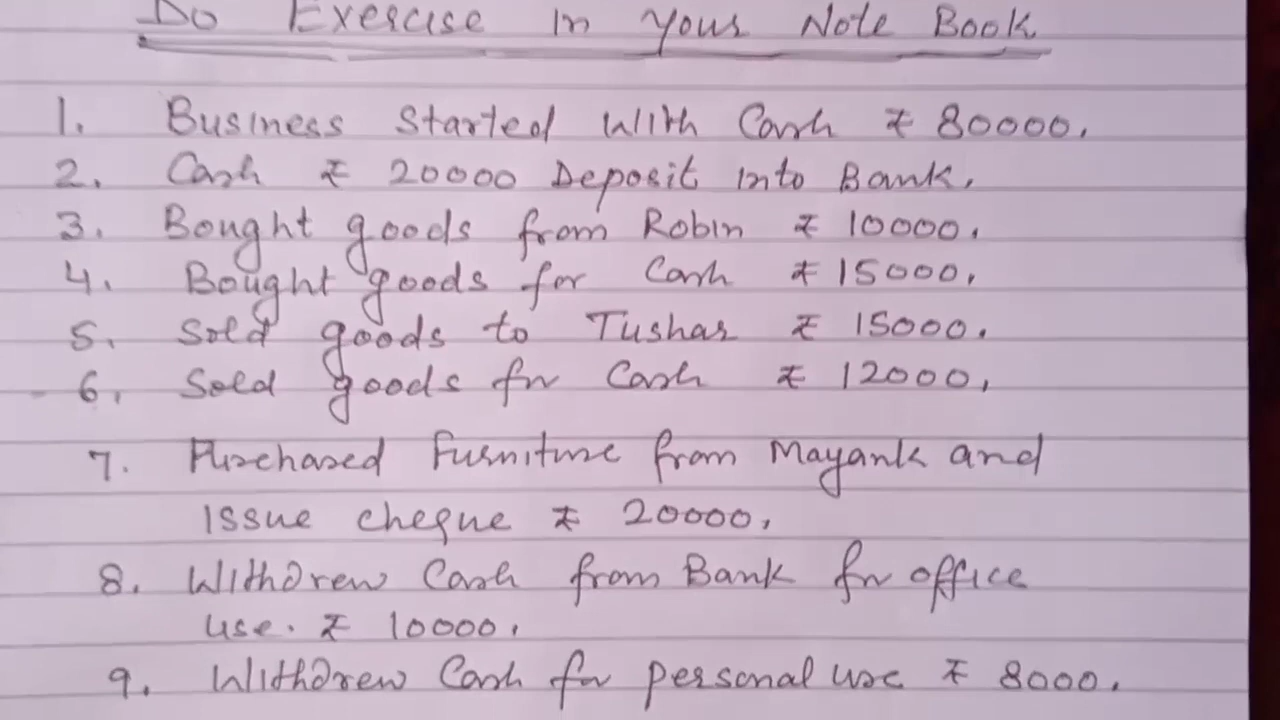 Do Exercise in your Note Book
1. Business Started With Cash ₹ 80000.
2. Cash ₹ 20000 Deposit into Bank.
3. Bought goods from Robin ₹ 10000.
4. Bought goods for Cash ₹ 15000.
5. Sold goods to Tushar ₹ 15000.
6. Sold goods for Cash ₹ 12000.
7. Purchased Furniture from Mayank and
Issue cheque ₹ 20000.
8. Withdrew Cash from Bank for office
use. ₹ 10000.
9. Withdrew Cash for personal use ₹ 8000.